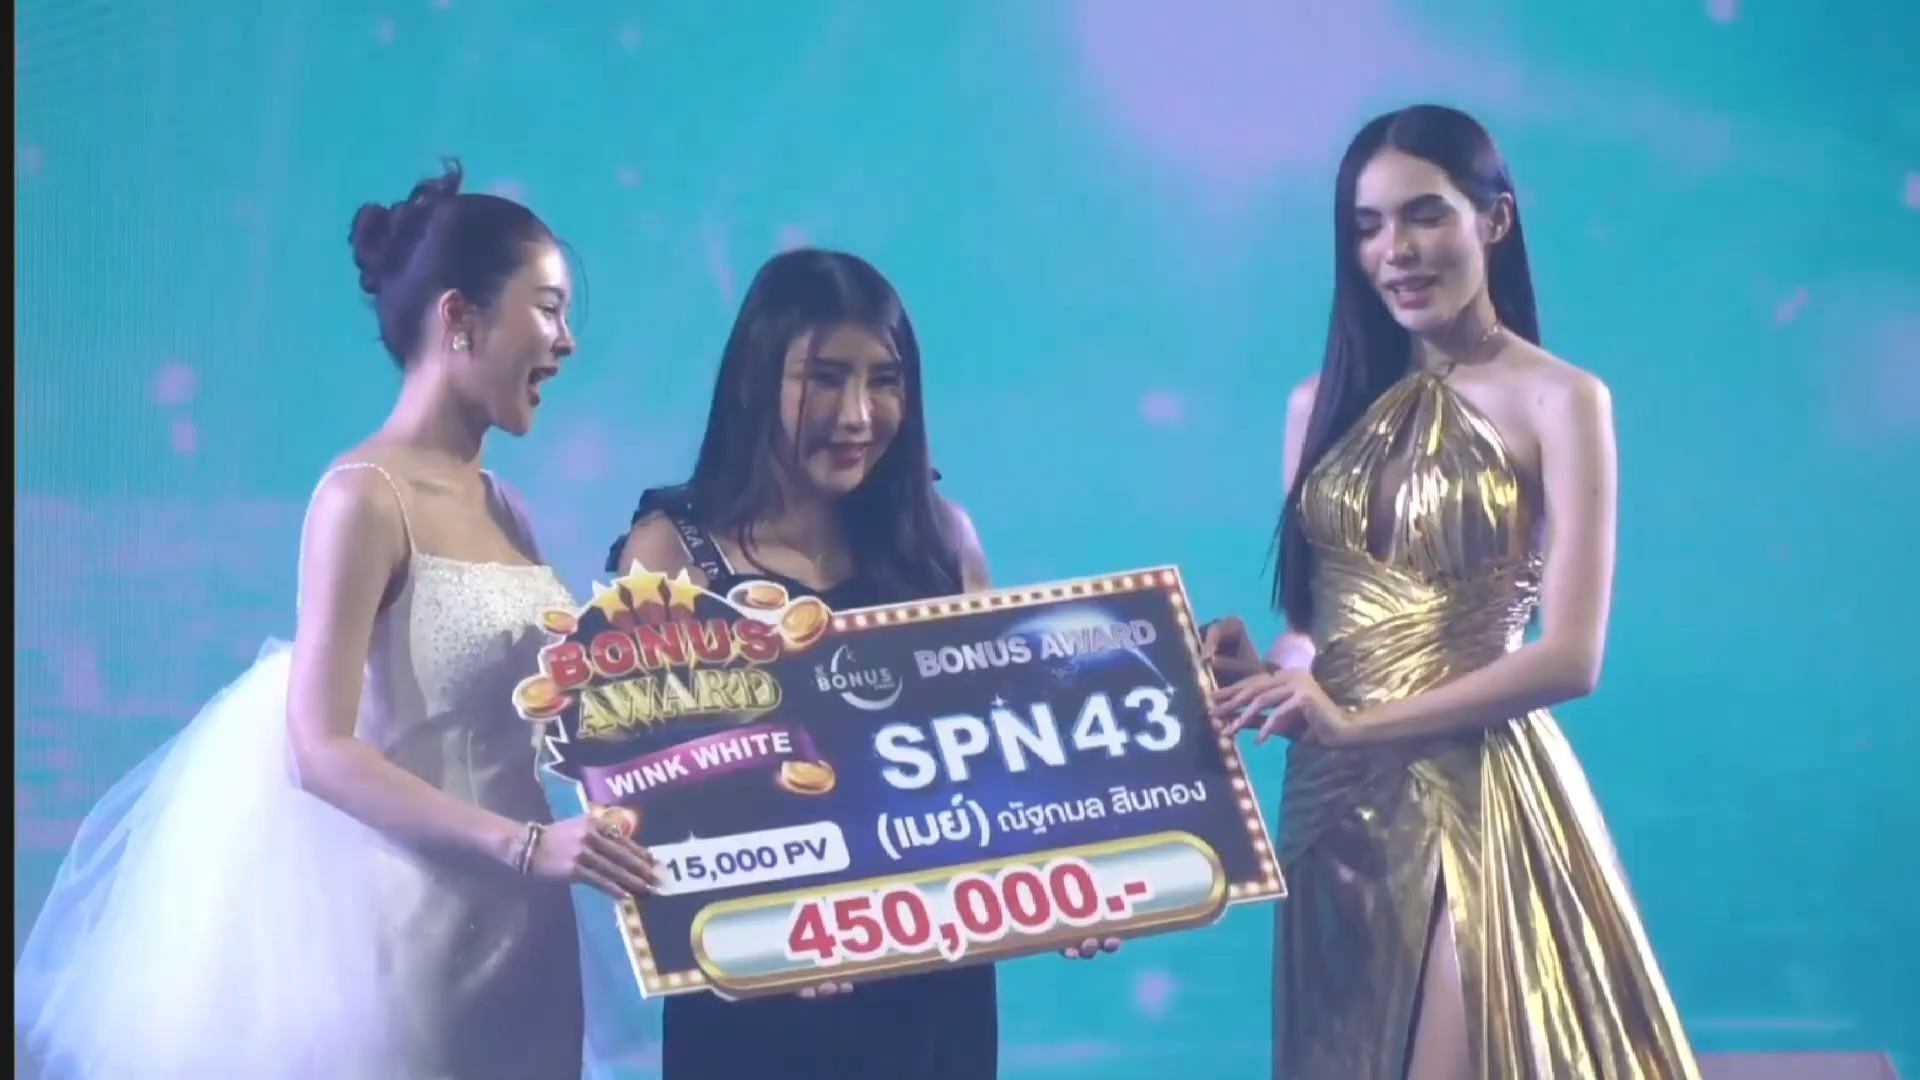 BONUS
AWARD
WINK WHITE
15,000 PV
BONUS
BONUS AWARD
SPN43
(เมย์) ณัฐกมล สินทอง
450,000.-